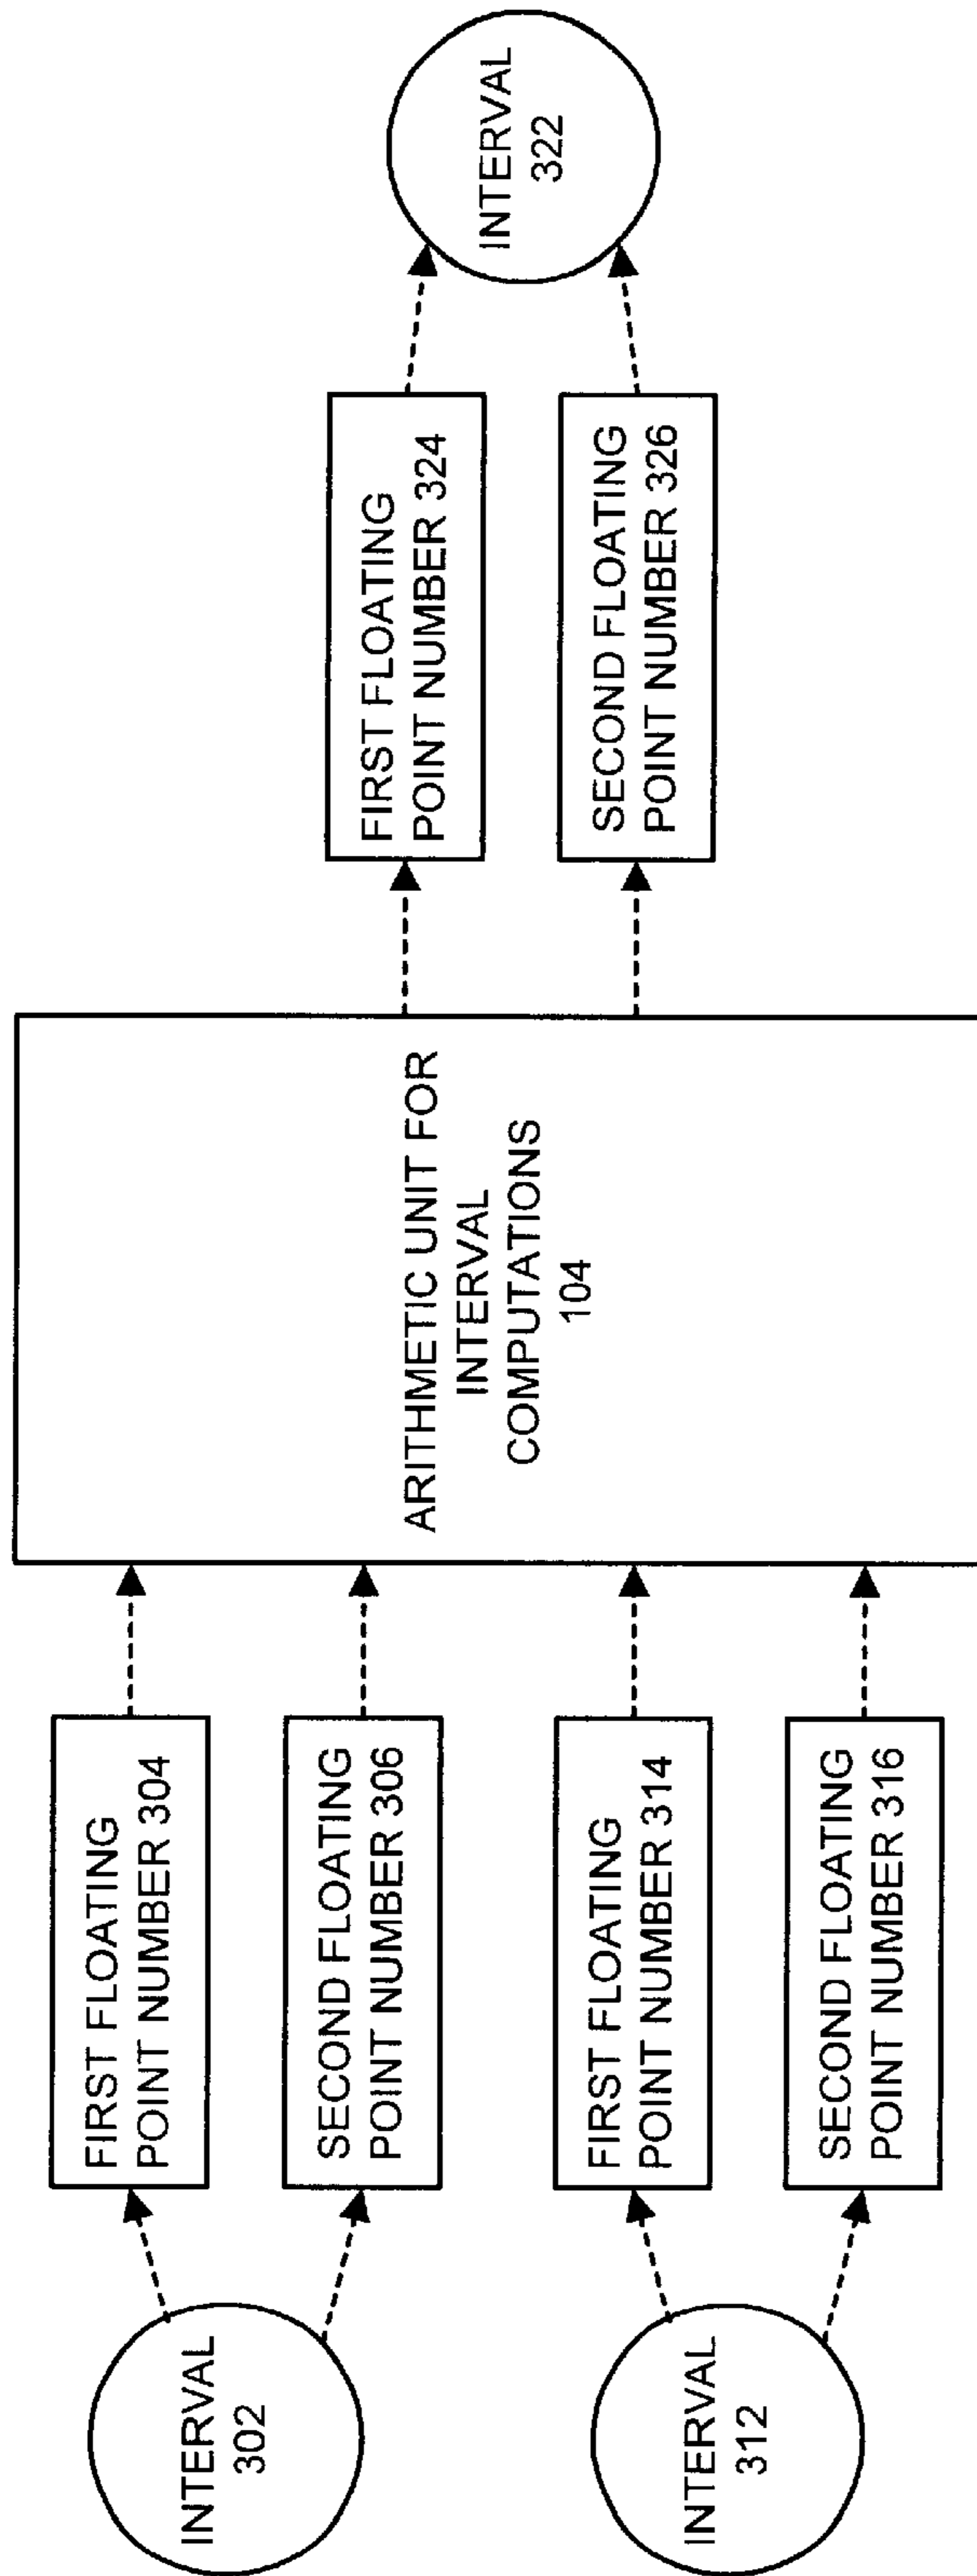 INTERVAL
302
FIRST FLOATING
POINT NUMBER 304
SECOND FLOATING
POINT NUMBER 306
INTERVAL
312
FIRST FLOATING
POINT NUMBER 314
SECOND FLOATING
POINT NUMBER 316
ARITHMETIC UNIT FOR
INTERVAL
COMPUTATIONS
104
FIRST FLOATING
POINT NUMBER 324
SECOND FLOATING
POINT NUMBER 326
INTERVAL
322